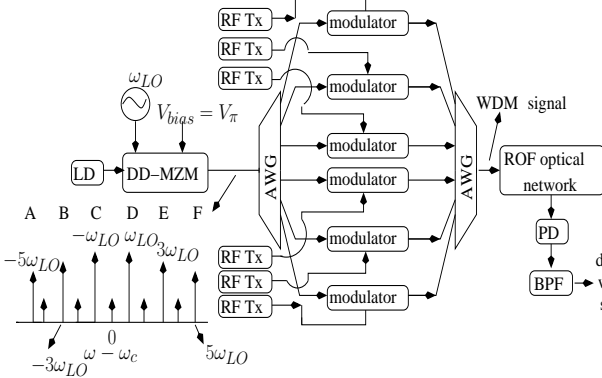 RF Tx
modulator
RF Tx
RF Tx
modulator
ω_LO
V_bias = V_π
WDM signal
modulator
AWG
AWG
ROF optical
network
LD
DD−MZM
modulator
A B C D E F
−ω_LO ω_LO
PD
−5ω_LO
3ω_LO
RF Tx
modulator
RF Tx
BPF
RF Tx
modulator
0
−3ω_LO
ω − ω_c
5ω_LO